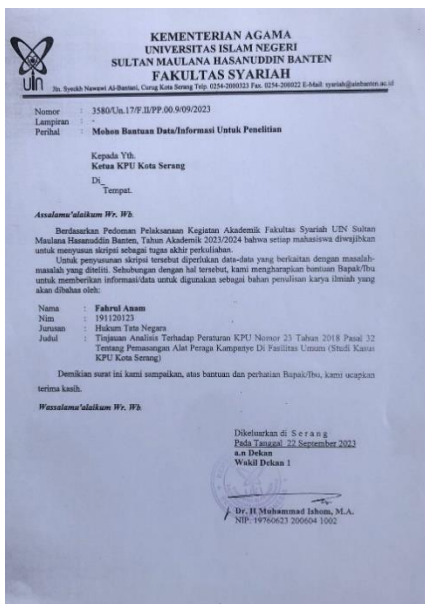 KEMENTERIAN AGAMA
UNIVERSITAS ISLAM NEGERI
SULTAN MAULANA HASANUDDIN BANTEN
FAKULTAS SYARIAH
uin
Jln. Syeikh Nawawi Al-Bantani, Curug Kota Serang Telp. 0254-2000323 Fax. 0254-200022 E-Mail: syariah@uinbanten.ac.id
Nomor : 3580/Un.17/F.II/PP.00.9/09/2023
Lampiran : -
Perihal : Mohon Bantuan Data/Informasi Untuk Penelitian
Kepada Yth.
Ketua KPU Kota Serang
Di_
Tempat.
Assalamu'alaikum Wr. Wb.
Berdasarkan Pedoman Pelaksanaan Kegiatan Akademik Fakultas Syariah UIN Sultan
Maulana Hasanuddin Banten, Tahun Akademik 2023/2024 bahwa setiap mahasiswa diwajibkan
untuk menyusun skripsi sebagai tugas akhir perkuliahan.
Untuk penyusunan skripsi tersebut diperlukan data-data yang berkaitan dengan masalah-
masalah yang diteliti. Sehubungan dengan hal tersebut, kami mengharapkan bantuan Bapak/Ibu
untuk memberikan informasi/data untuk digunakan sebagai bahan penulisan karya ilmiah yang
akan dibahas oleh:
Nama : Fahrul Anam
Nim : 191120123
Jurusan : Hukum Tata Negara
Judul : Tinjauan Analisis Terhadap Peraturan KPU Nomor 23 Tahun 2018 Pasal 32
Tentang Pemasangan Alat Peraga Kampanye Di Fasilitas Umum (Studi Kasus
KPU Kota Serang)
Demikian surat ini kami sampaikan, atas bantuan dan perhatian Bapak/Ibu, kami ucapkan
terima kasih.
Wassalamu'alaikum Wr. Wb.
Dikeluarkan di S e r a n g
Pada Tanggal 22 September 2023
a.n Dekan
Wakil Dekan 1
Dr. H Muhammad Ishom, M.A.
NIP: 19760623 200604 1002